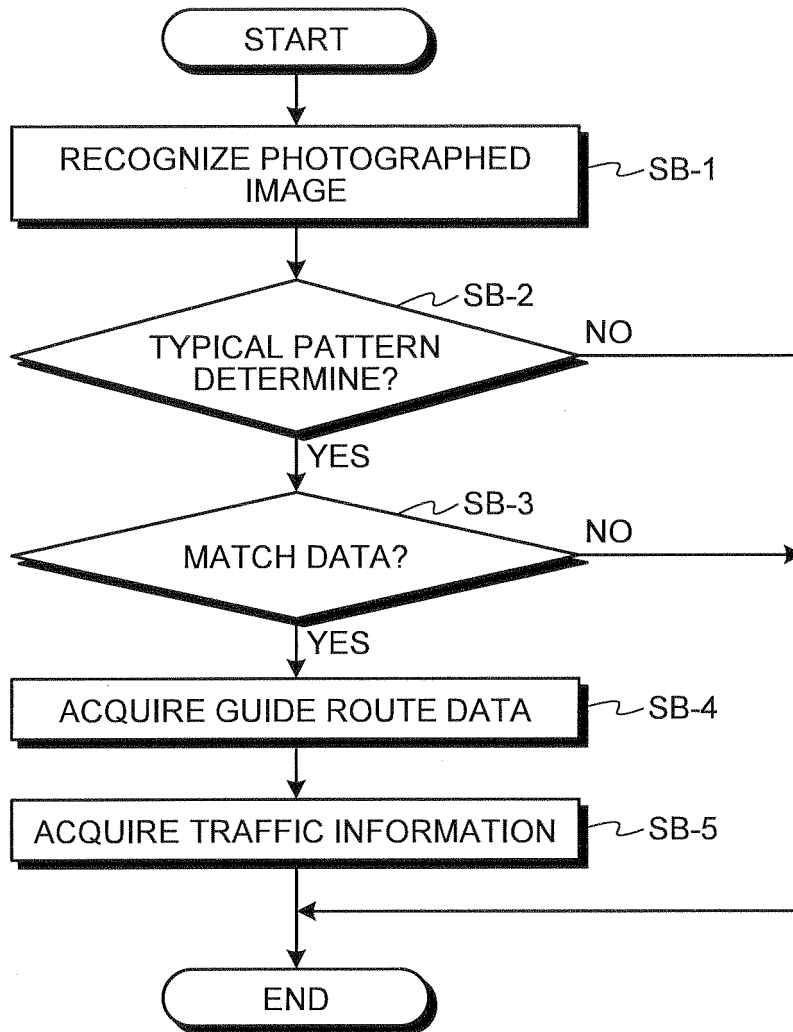 START
RECOGNIZE PHOTOGRAPHED
IMAGE
SB-1
SB-2
TYPICAL PATTERN
DETERMINE?
NO
YES
SB-3
MATCH DATA?
NO
YES
ACQUIRE GUIDE ROUTE DATA
SB-4
ACQUIRE TRAFFIC INFORMATION
SB-5
END